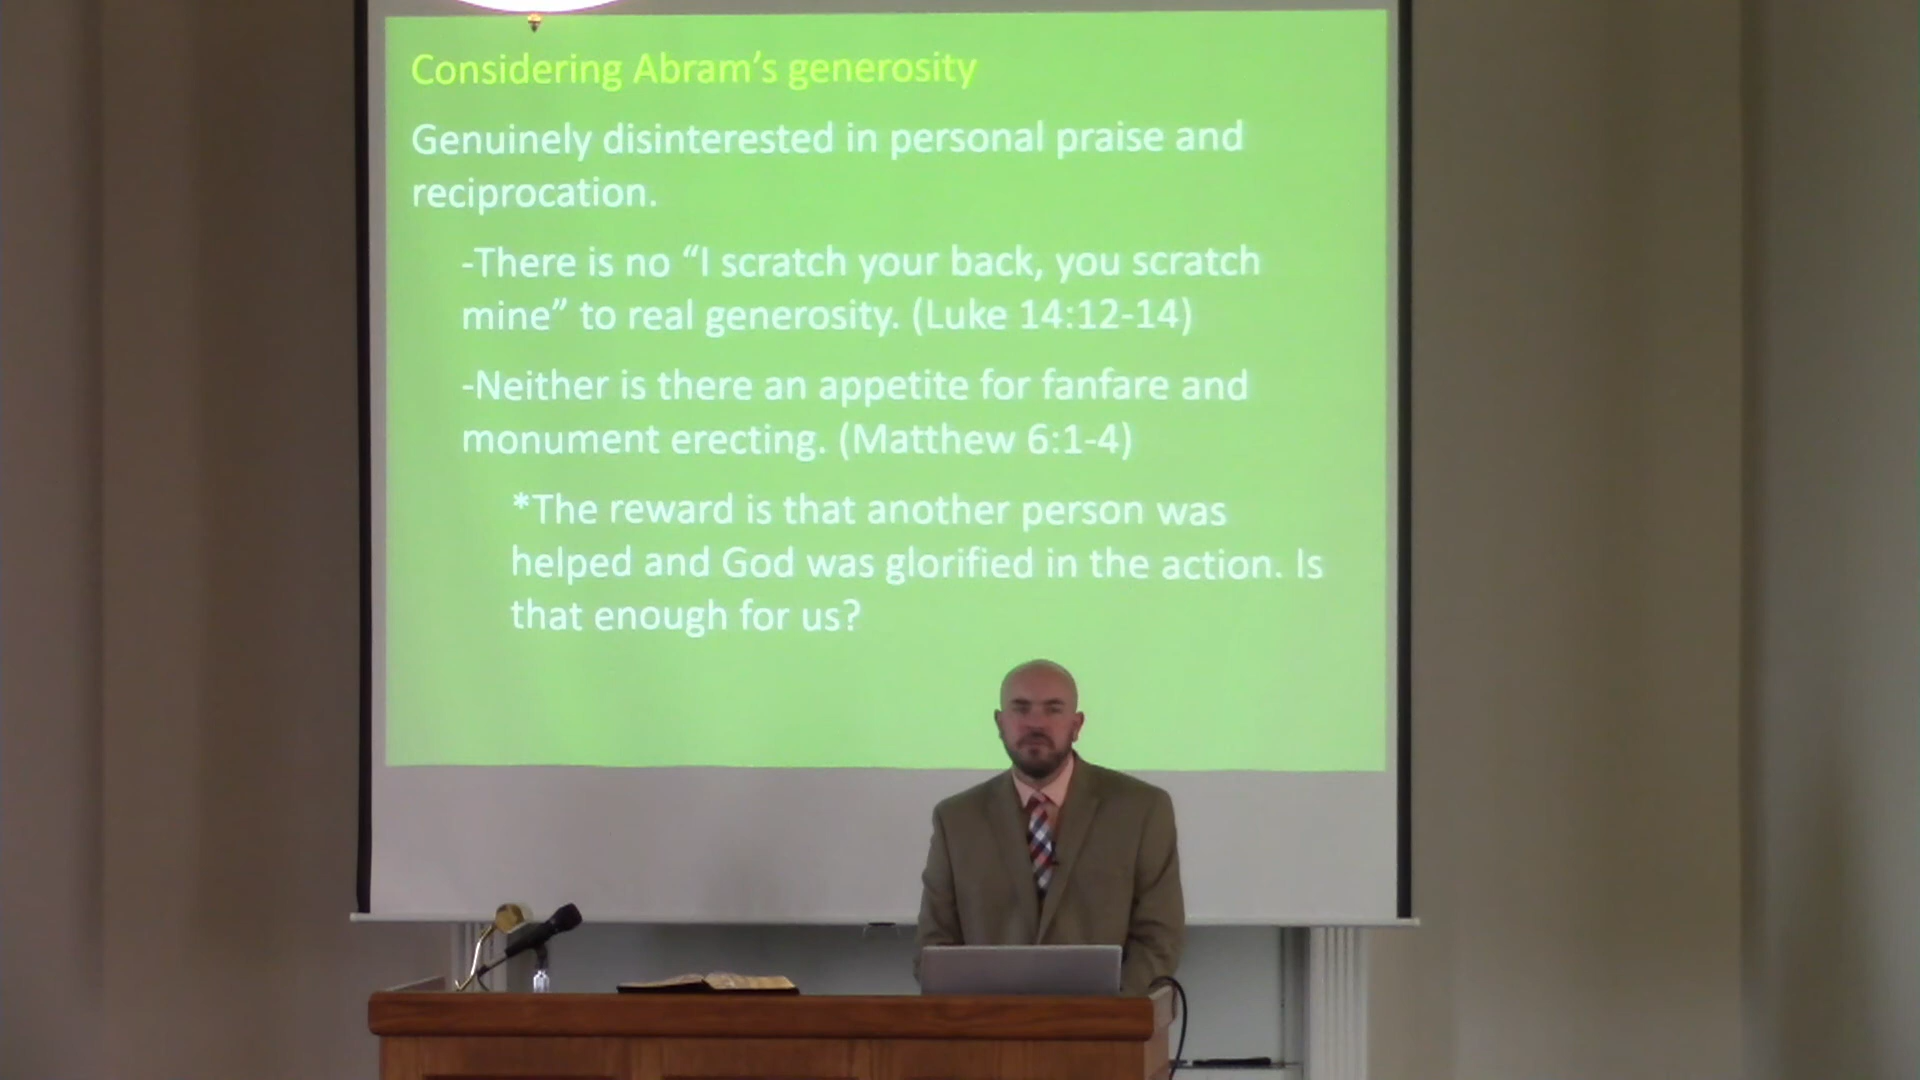 Considering Abram’s generosity
Genuinely disinterested in personal praise and
reciprocation.
-There is no “I scratch your back, you scratch
mine” to real generosity. (Luke 14:12-14)
-Neither is there an appetite for fanfare and
monument erecting. (Matthew 6:1-4)
*The reward is that another person was
helped and God was glorified in the action. Is
that enough for us?